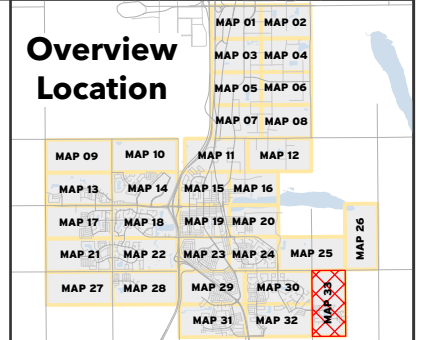 Overview
Location
MAP 01 MAP 02
MAP 03 MAP 04
MAP 05 MAP 06
MAP 07 MAP 08
MAP 09 MAP 10 MAP 11 MAP 12
MAP 13 MAP 14 MAP 15 MAP 16
MAP 17 MAP 18 MAP 19 MAP 20
MAP 26
MAP 21 MAP 22 MAP 23 MAP 24 MAP 25
MAP 27 MAP 28 MAP 29 MAP 30
MAP 33
MAP 31 MAP 32